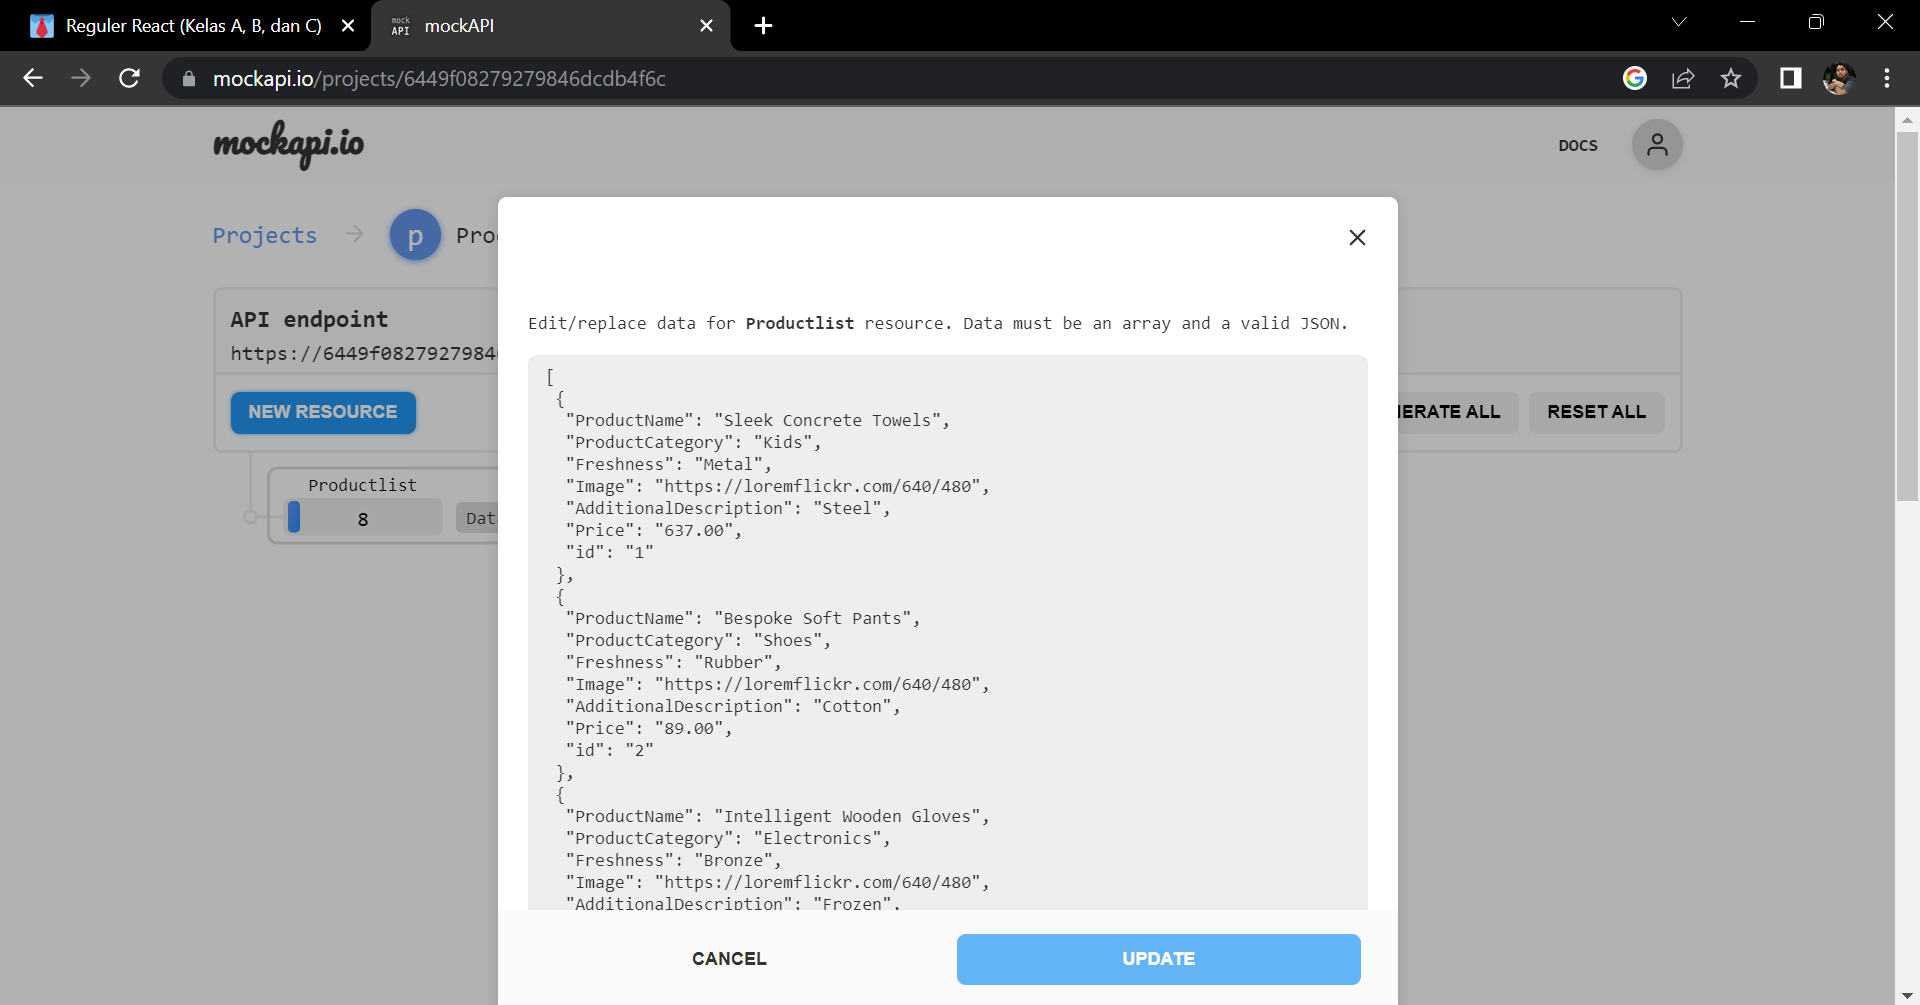 Reguler React (Kelas A, B, dan C)
mock API
mockAPI
mockapi.io/projects/6449f08279279846dcdb4f6c
mockapi.io
DOCS
Projects
p
Pro
API endpoint
https://6449f0827927984
NEW RESOURCE
ERATE ALL
RESET ALL
Productlist
8
Dat
Edit/replace data for Productlist resource. Data must be an array and a valid JSON.
[
{
"ProductName": "Sleek Concrete Towels",
"ProductCategory": "Kids",
"Freshness": "Metal",
"Image": "https://loremflickr.com/640/480",
"AdditionalDescription": "Steel",
"Price": "637.00",
"id": "1"
},
{
"ProductName": "Bespoke Soft Pants",
"ProductCategory": "Shoes",
"Freshness": "Rubber",
"Image": "https://loremflickr.com/640/480",
"AdditionalDescription": "Cotton",
"Price": "89.00",
"id": "2"
},
{
"ProductName": "Intelligent Wooden Gloves",
"ProductCategory": "Electronics",
"Freshness": "Bronze",
"Image": "https://loremflickr.com/640/480",
"AdditionalDescription": "Frozen",
CANCEL
UPDATE